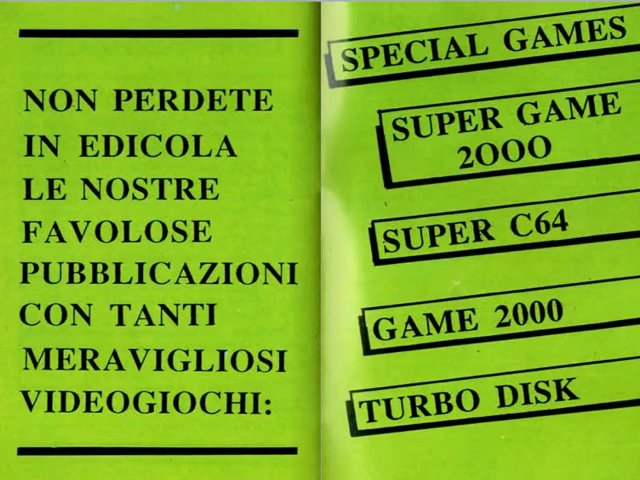 NON PERDETE
IN EDICOLA
LE NOSTRE
FAVOLOSE
PUBBLICAZIONI
CON TANTI
MERAVIGLIOSI
VIDEOGIOCHI:
SPECIAL GAMES
SUPER GAME
2000
SUPER C64
GAME 2000
TURBO DISK